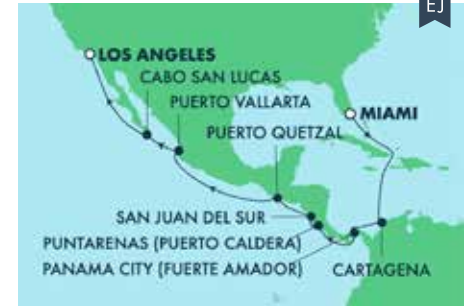 EJ
LOS ANGELES
CABO SAN LUCAS
PUERTO VALLARTA
MIAMI
PUERTO QUETZAL
SAN JUAN DEL SUR
PUNTARENAS (PUERTO CALDERA)
PANAMA CITY (FUERTE AMADOR)
CARTAGENA